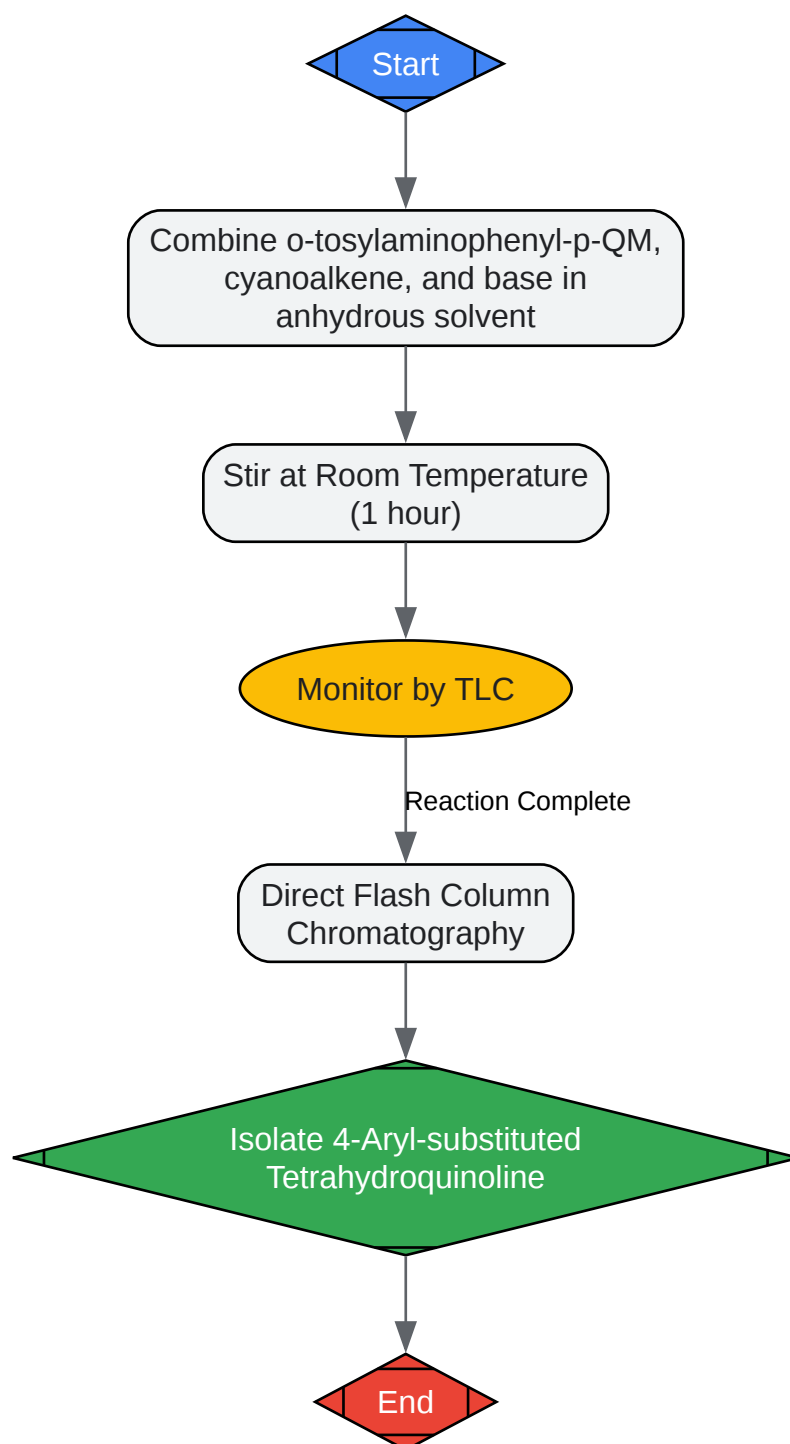 Start
Combine o-tosylaminophenyl-p-QM,
cyanoalkene, and base in
anhydrous solvent
Stir at Room Temperature
(1 hour)
Monitor by TLC
Reaction Complete
Direct Flash Column
Chromatography
Isolate 4-Aryl-substituted
Tetrahydroquinoline
End